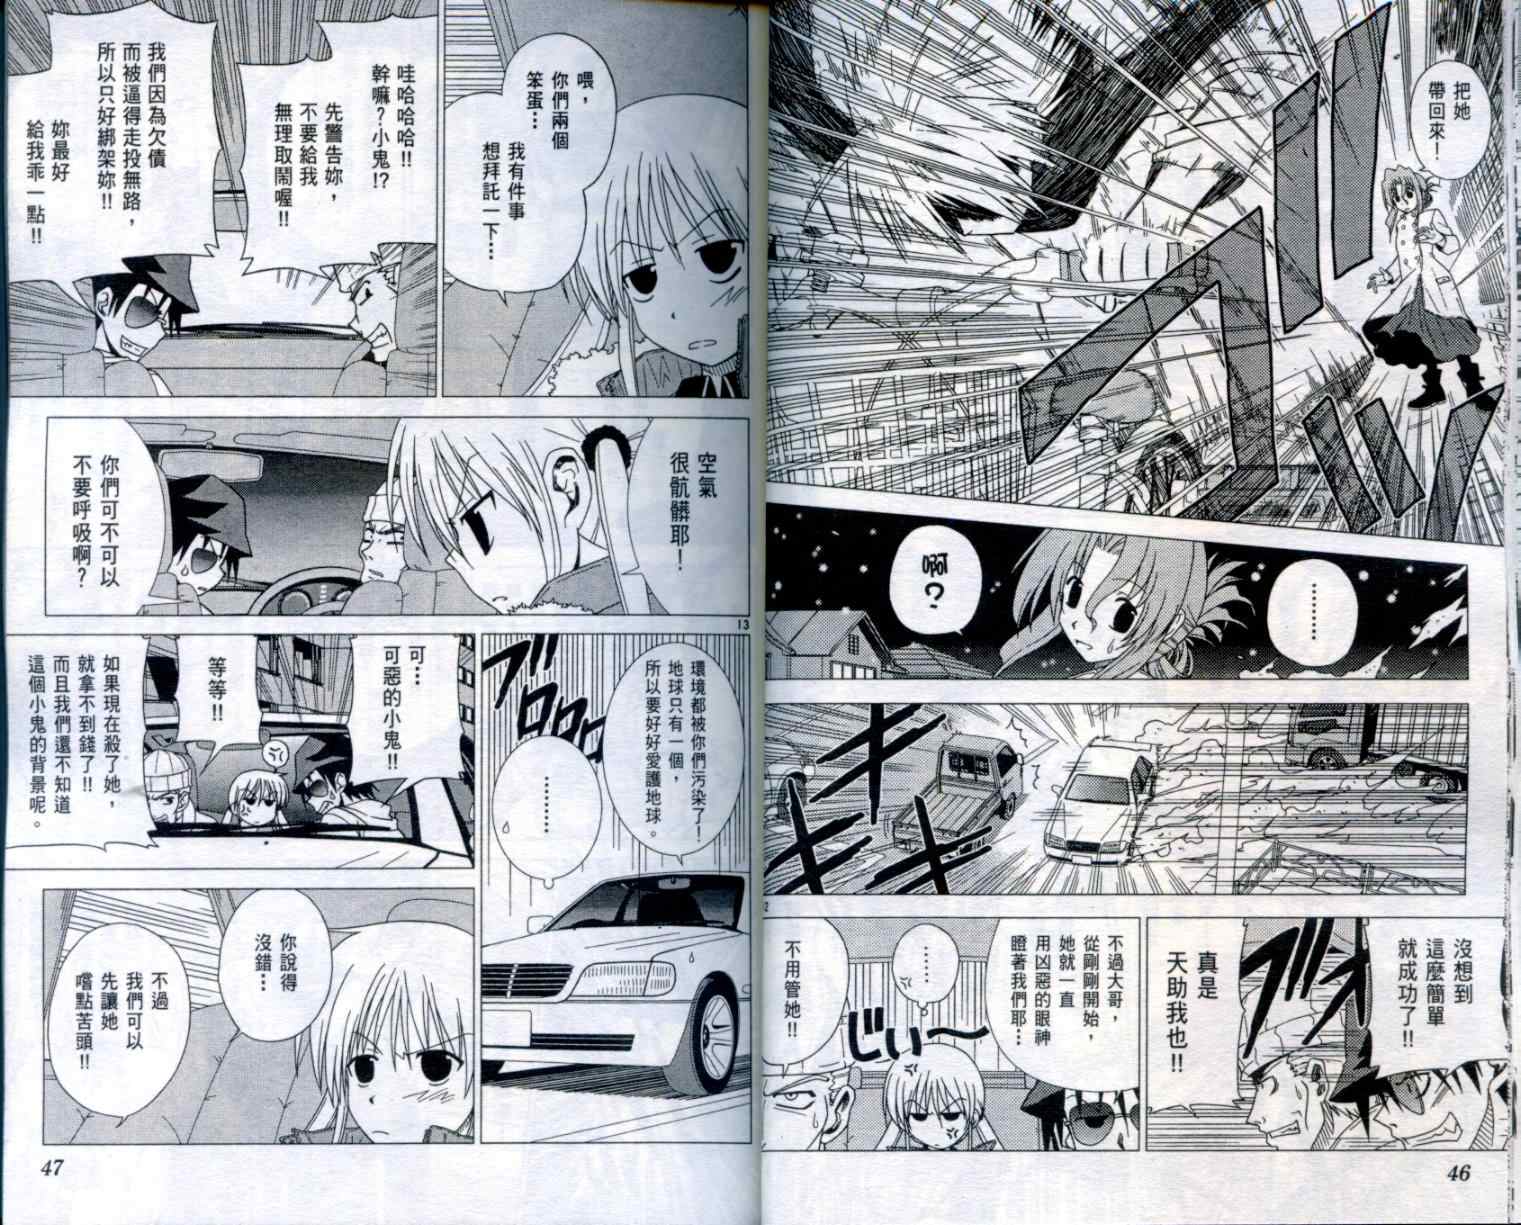 把她
帶回來！
………
啊？
キキキ
沒想到
這麼簡單
就成功了!!
真是
天助我也!!
不過大哥，
從剛剛開始，
她就一直
用凶惡的眼神
瞪著我們耶…
……
じぃ～
不用管她!!
46
喂，
你們兩個
笨蛋…
我有件事
想拜託一下…
哇哈哈哈!!
幹嘛？小鬼!?
先警告妳，
不要給我
無理取鬧喔!!
我們因為欠債
而被逼得走投無路，
所以只好綁架妳!!
妳最好
給我乖一點!!
空氣
很骯髒耶！
你們可不可以
不要呼吸啊？
13
環境都被你們污染了！
地球只有一個，
所以要好好愛護地球。
………
ブロロロ
可…
可惡的小鬼!!
等等!!
如果現在殺了她，
就拿不到錢了!!
而且我們還不知道
這個小鬼的背景呢。
你說得
沒錯…
不過
我們可以
先讓她
嚐點苦頭!!
47